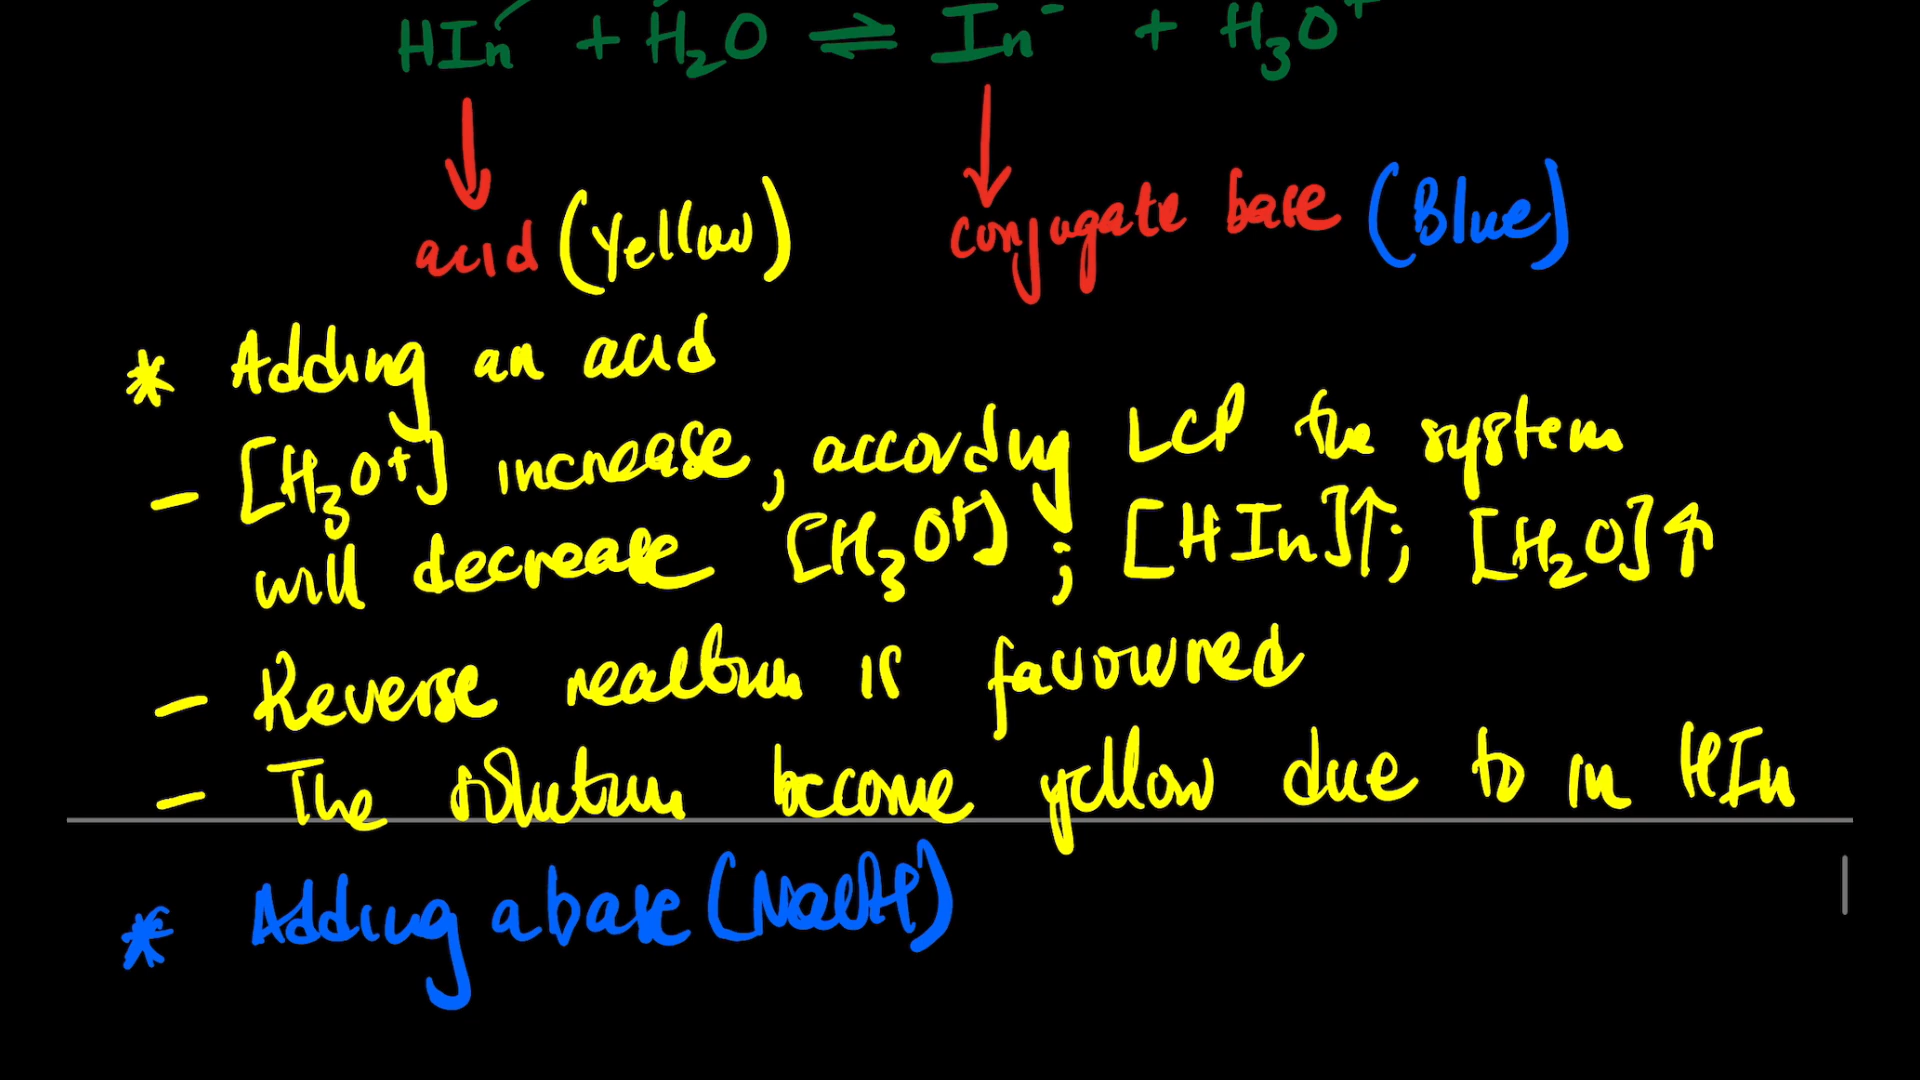 HIn + H₂O ⇌ In⁻ + H₃O⁺
acid (Yellow) conjugate base (Blue)
* Adding an acid
- [H₃O⁺] increase, according LCP the system
will decrease [H₃O⁺]; [HIn]↑; [H₂O]↑
- Reverse reaction is favoured
- The solution become yellow due to in HIn
* Adding a base (NaOH)